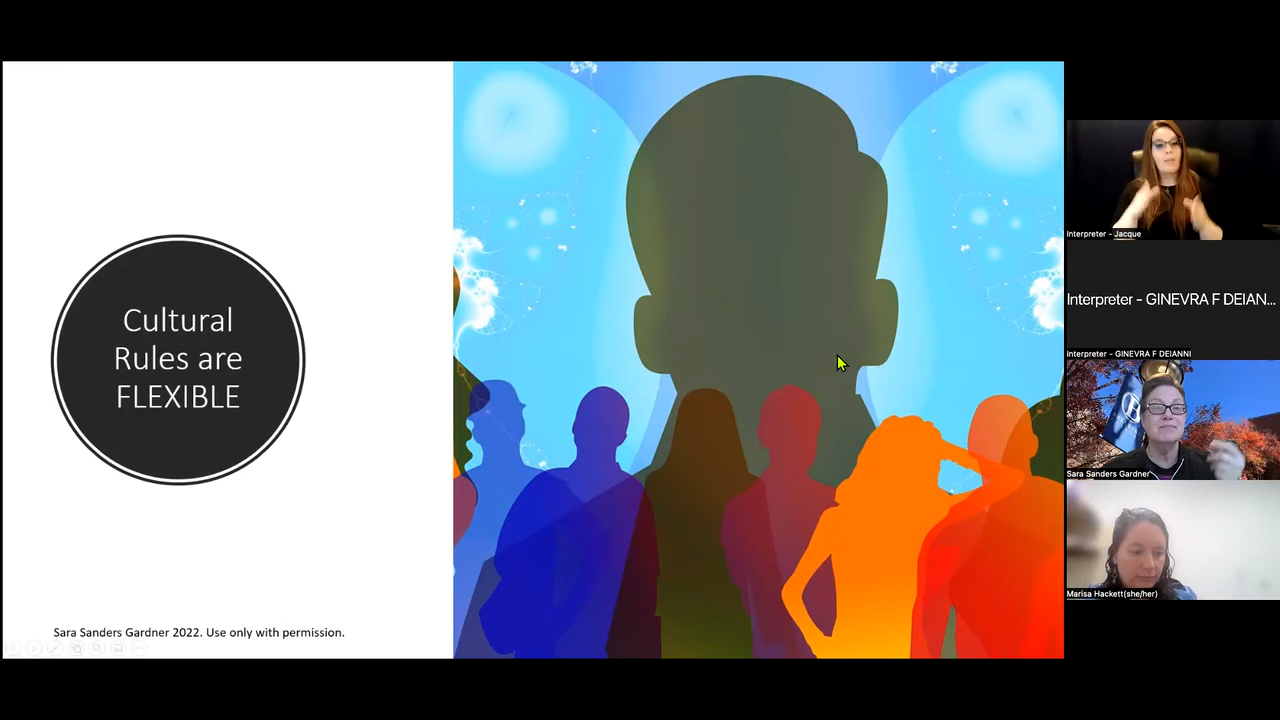 Cultural
Rules are
FLEXIBLE
Sara Sanders Gardner 2022. Use only with permission.
Interpreter - Jacque
Interpreter - GINEVRA F DEIAN...
Interpreter - GINEVRA F DEIANNI
Sara Sanders Gardner
Marisa Hackett(she/her)